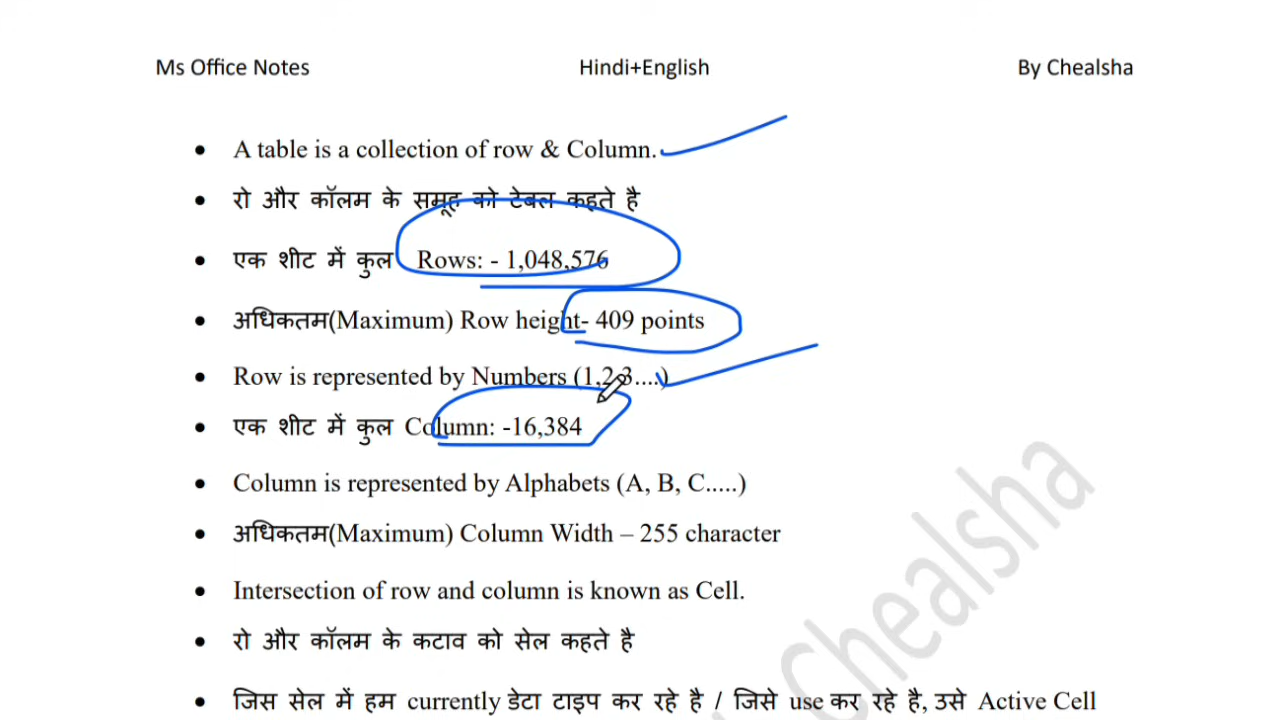 Ms Office Notes Hindi+English By Chealsha
• A table is a collection of row & Column.
• रो और कॉलम के समूह को टेबल कहते है
• एक शीट में कुल Rows: - 1,048,576
• अधिकतम(Maximum) Row height- 409 points
• Row is represented by Numbers (1,2,3....)
• एक शीट में कुल Column: -16,384
• Column is represented by Alphabets (A, B, C.....)
• अधिकतम(Maximum) Column Width – 255 character
• Intersection of row and column is known as Cell.
• रो और कॉलम के कटाव को सेल कहते है
• जिस सेल में हम currently डेटा टाइप कर रहे है / जिसे use कर रहे है, उसे Active Cell
Chealsha